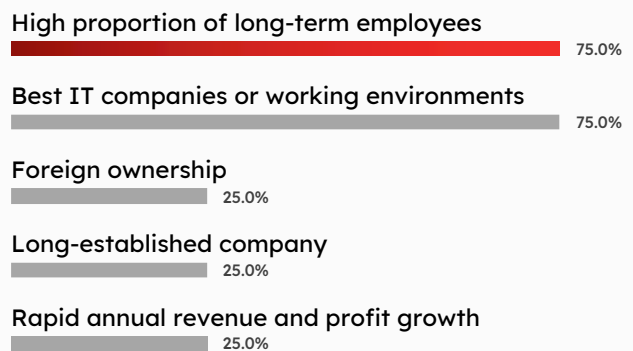 High proportion of long-term employees
75.0%
Best IT companies or working environments
75.0%
Foreign ownership
25.0%
Long-established company
25.0%
Rapid annual revenue and profit growth
25.0%